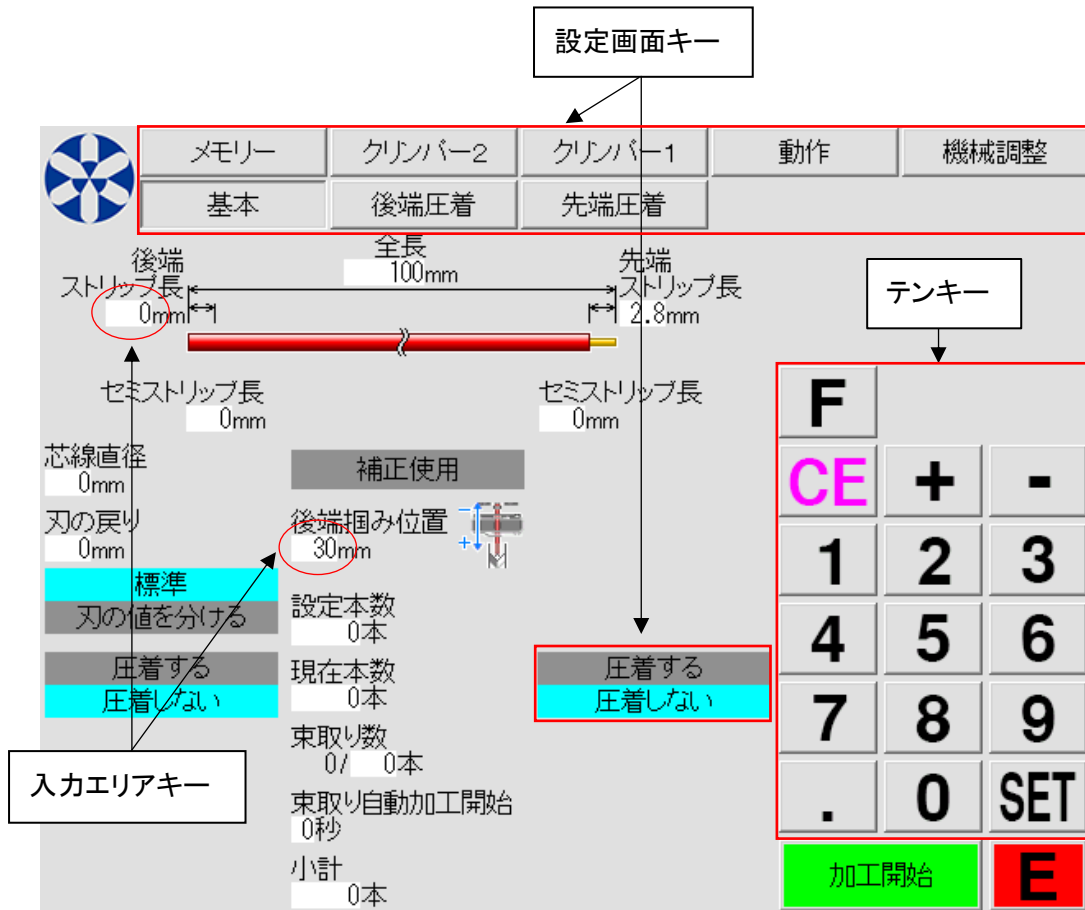 設定画面キー
メモリー
クリンパー2
クリンパー1
動作
機械調整
基本
後端圧着
先端圧着
後端
ストリップ長
0mm
全長
100mm
先端
ストリップ長
2.8mm
テンキー
セミストリップ長
0mm
セミストリップ長
0mm
芯線直径
0mm
補正使用
刃の戻り
0mm
後端掴み位置
30mm
-
+
標準
刃の値を分ける
設定本数
0本
圧着する
圧着しない
現在本数
0本
圧着する
圧着しない
束取り数
0/ 0本
入力エリアキー
束取り自動加工開始
0秒
小計
0本
F
CE + -
1 2 3
4 5 6
7 8 9
. 0 SET
加工開始
E